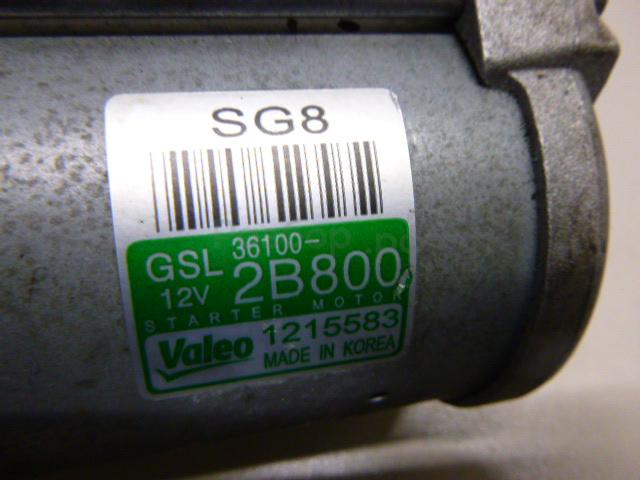 SG8
GSL 36100-
12V 2B800
STARTER MOTOR
Valeo 1215583
MADE IN KOREA